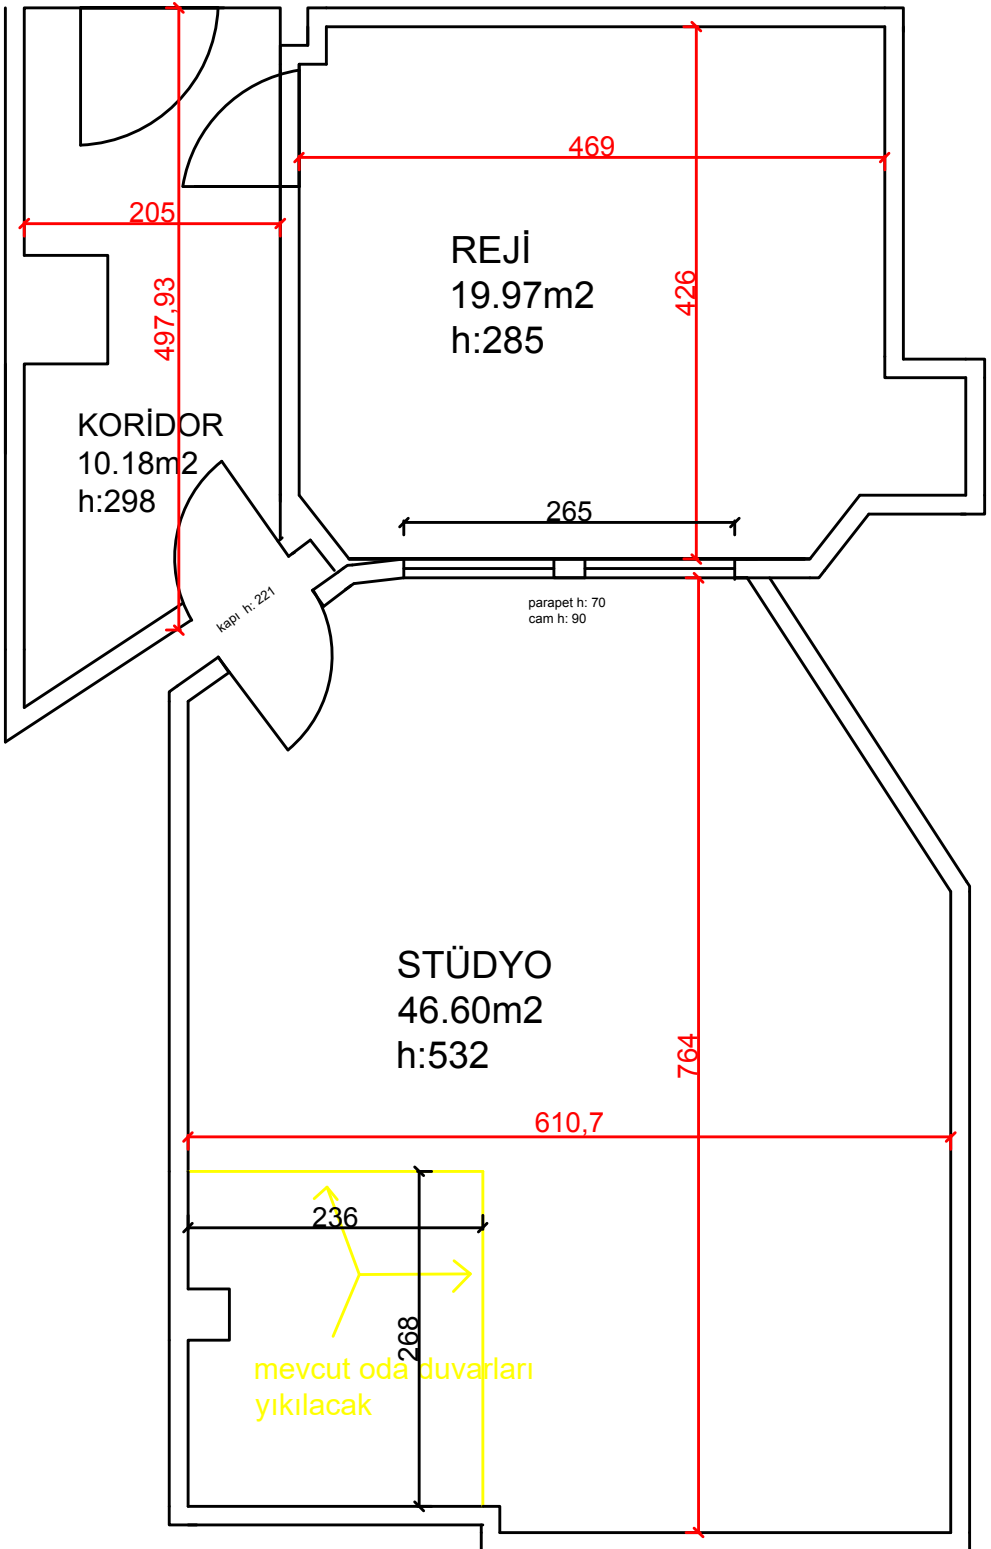 469
205
REJİ
19.97m2
h:285
426
497,93
KORİDOR
10.18m2
h:298
265
kapı h: 221
parapet h: 70
cam h: 90
STÜDYO
46.60m2
h:532
764
610,7
236
268
mevcut oda duvarları
yıkılacak